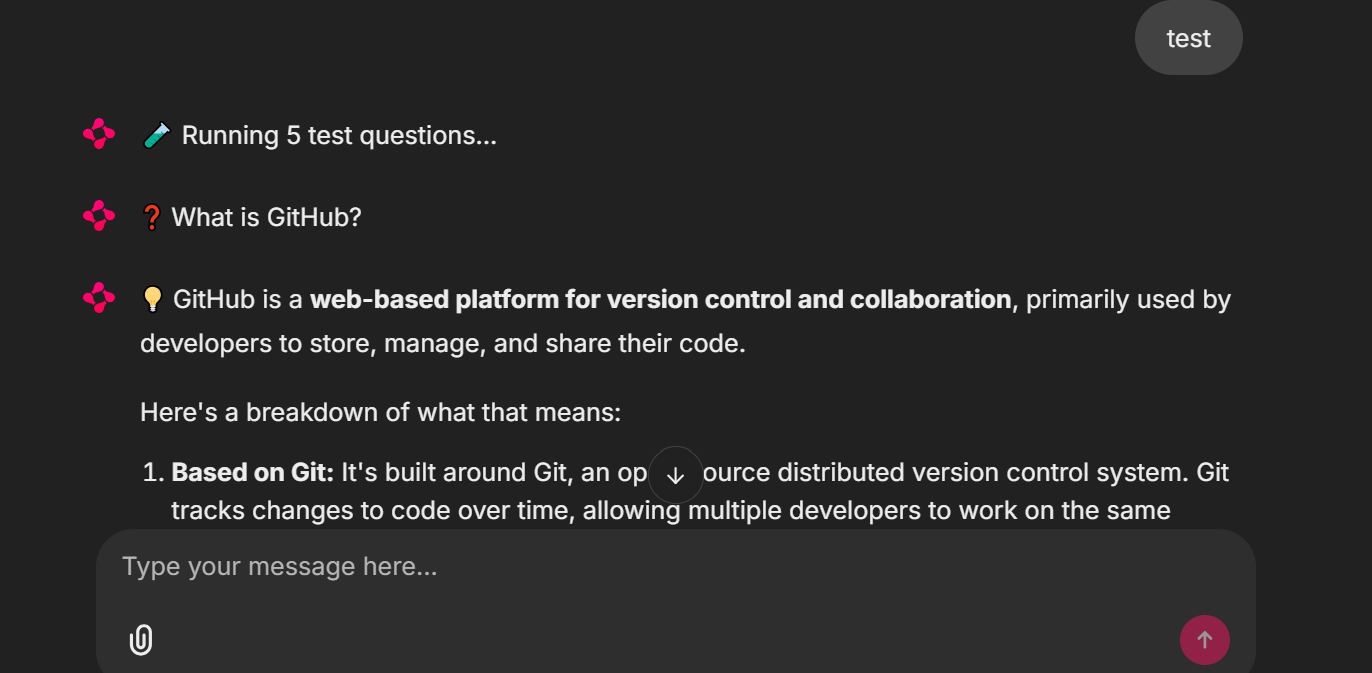 test
Running 5 test questions...
What is GitHub?
GitHub is a web-based platform for version control and collaboration, primarily used by
developers to store, manage, and share their code.
Here's a breakdown of what that means:
1. Based on Git: It's built around Git, an op ource distributed version control system. Git
tracks changes to code over time, allowing multiple developers to work on the same
Type your message here...